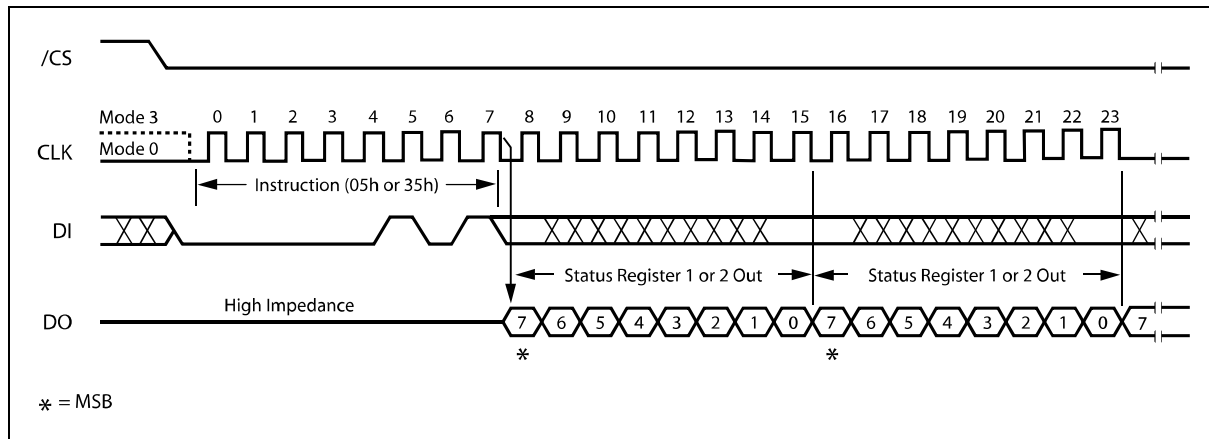 /CS
Mode 3
0 1 2 3 4 5 6 7 8 9 10 11 12 13 14 15 16 17 18 19 20 21 22 23
CLK
Mode 0
Instruction (05h or 35h)
DI
Status Register 1 or 2 Out
Status Register 1 or 2 Out
High Impedance
DO
7 6 5 4 3 2 1 0 7 6 5 4 3 2 1 0 7
* *
* = MSB